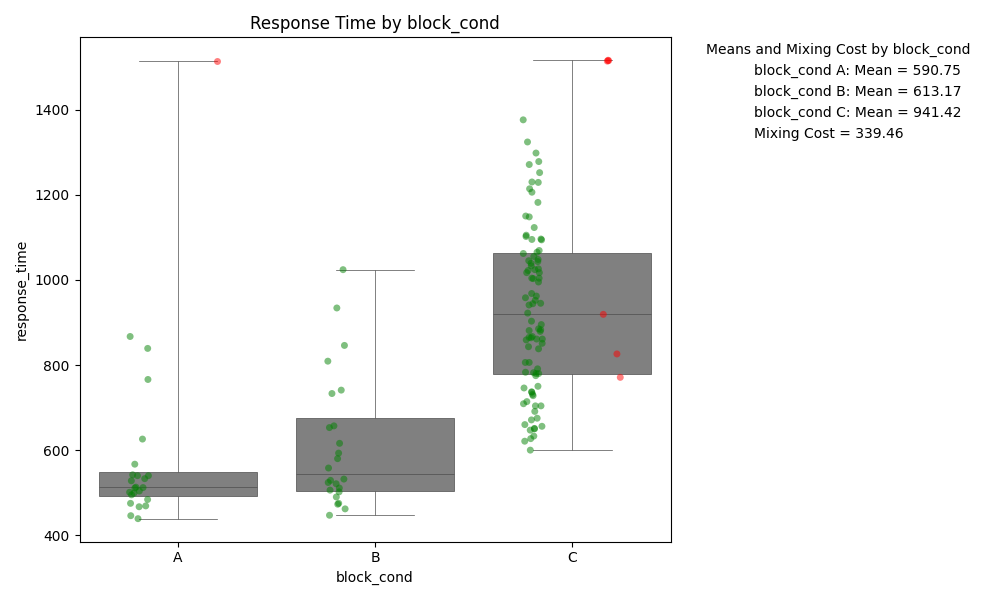 Response Time by block_cond
Means and Mixing Cost by block_cond
block_cond A: Mean = 590.75
block_cond B: Mean = 613.17
block_cond C: Mean = 941.42
Mixing Cost = 339.46
response_time
1400
1200
1000
800
600
400
A
B
C
block_cond